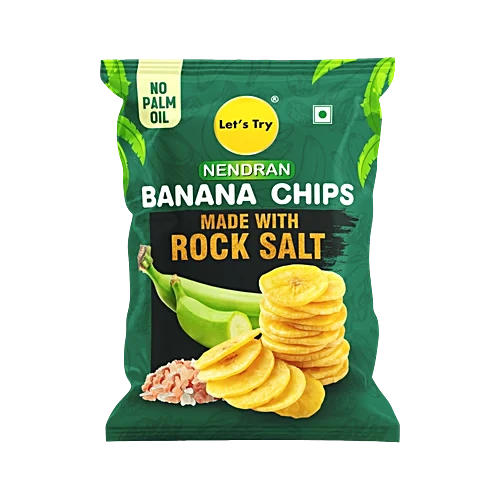 NO
PALM
OIL
Let's Try
®
NENDRAN
BANANA CHIPS
MADE WITH
ROCK SALT